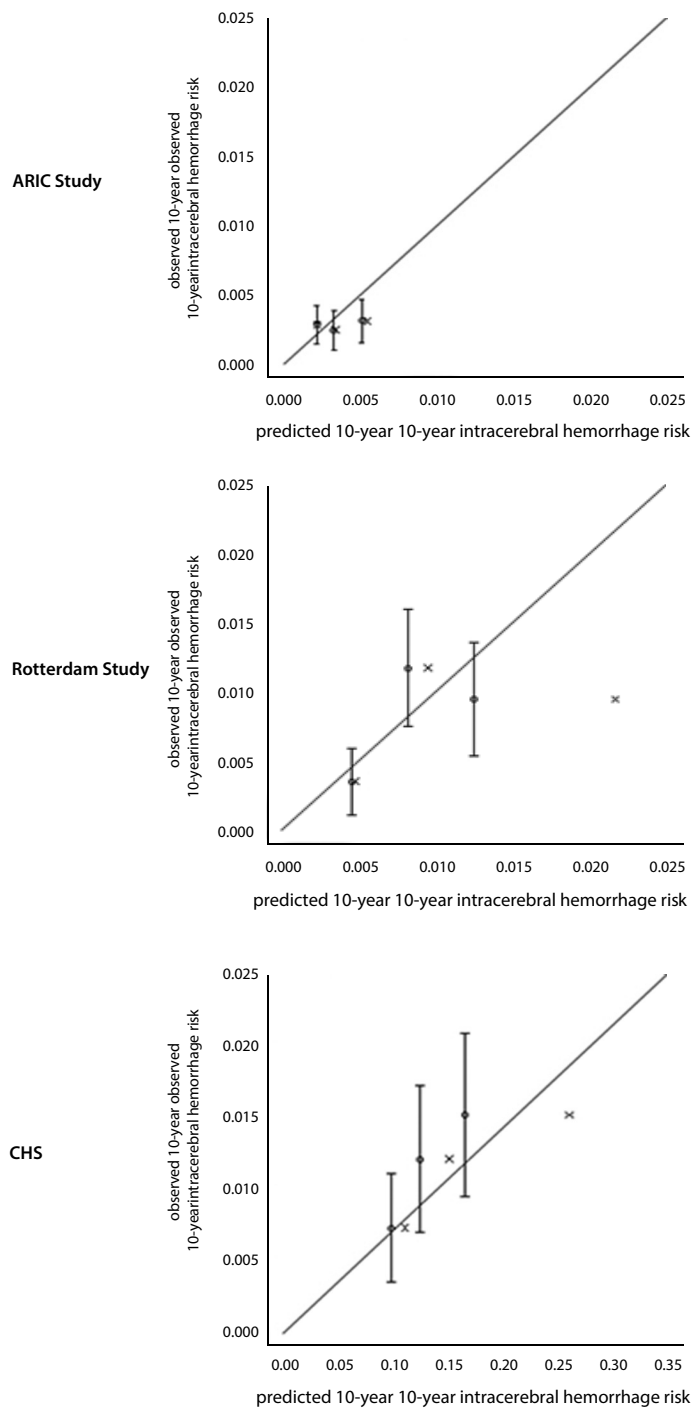 0.025
0.020
0.015
0.010
0.005
0.000
observed 10-year observed
10-yearintracerebral hemorrhage risk
ARIC Study
0.000 0.005 0.010 0.015 0.020 0.025
predicted 10-year 10-year intracerebral hemorrhage risk
0.025
0.020
0.015
0.010
0.005
0.000
observed 10-year observed
10-yearintracerebral hemorrhage risk
Rotterdam Study
0.000 0.005 0.010 0.015 0.020 0.025
predicted 10-year 10-year intracerebral hemorrhage risk
0.025
0.020
0.015
0.010
0.005
0.000
observed 10-year observed
10-yearintracerebral hemorrhage risk
CHS
0.00 0.05 0.10 0.15 0.20 0.25 0.30 0.35
predicted 10-year 10-year intracerebral hemorrhage risk